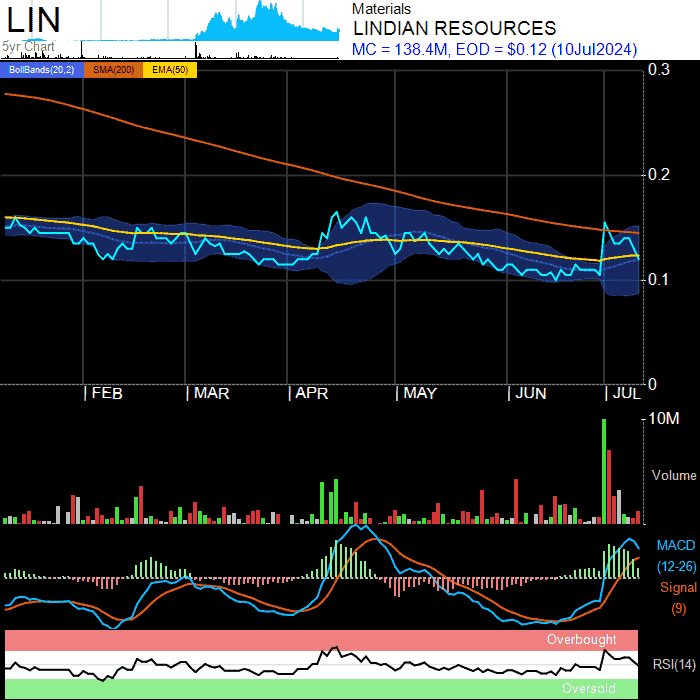 LIN
5yr Chart
Materials
LINDIAN RESOURCES
MC = 138.4M, EOD = $0.12 (10Jul2024)
BollBands(20,2) SMA(200) EMA(50)
0.3
0.2
0.1
0
| FEB | MAR | APR | MAY | JUN | JUL
10M
Volume
MACD
(12-26)
Signal
(9)
Overbought
RSI(14)
Oversold